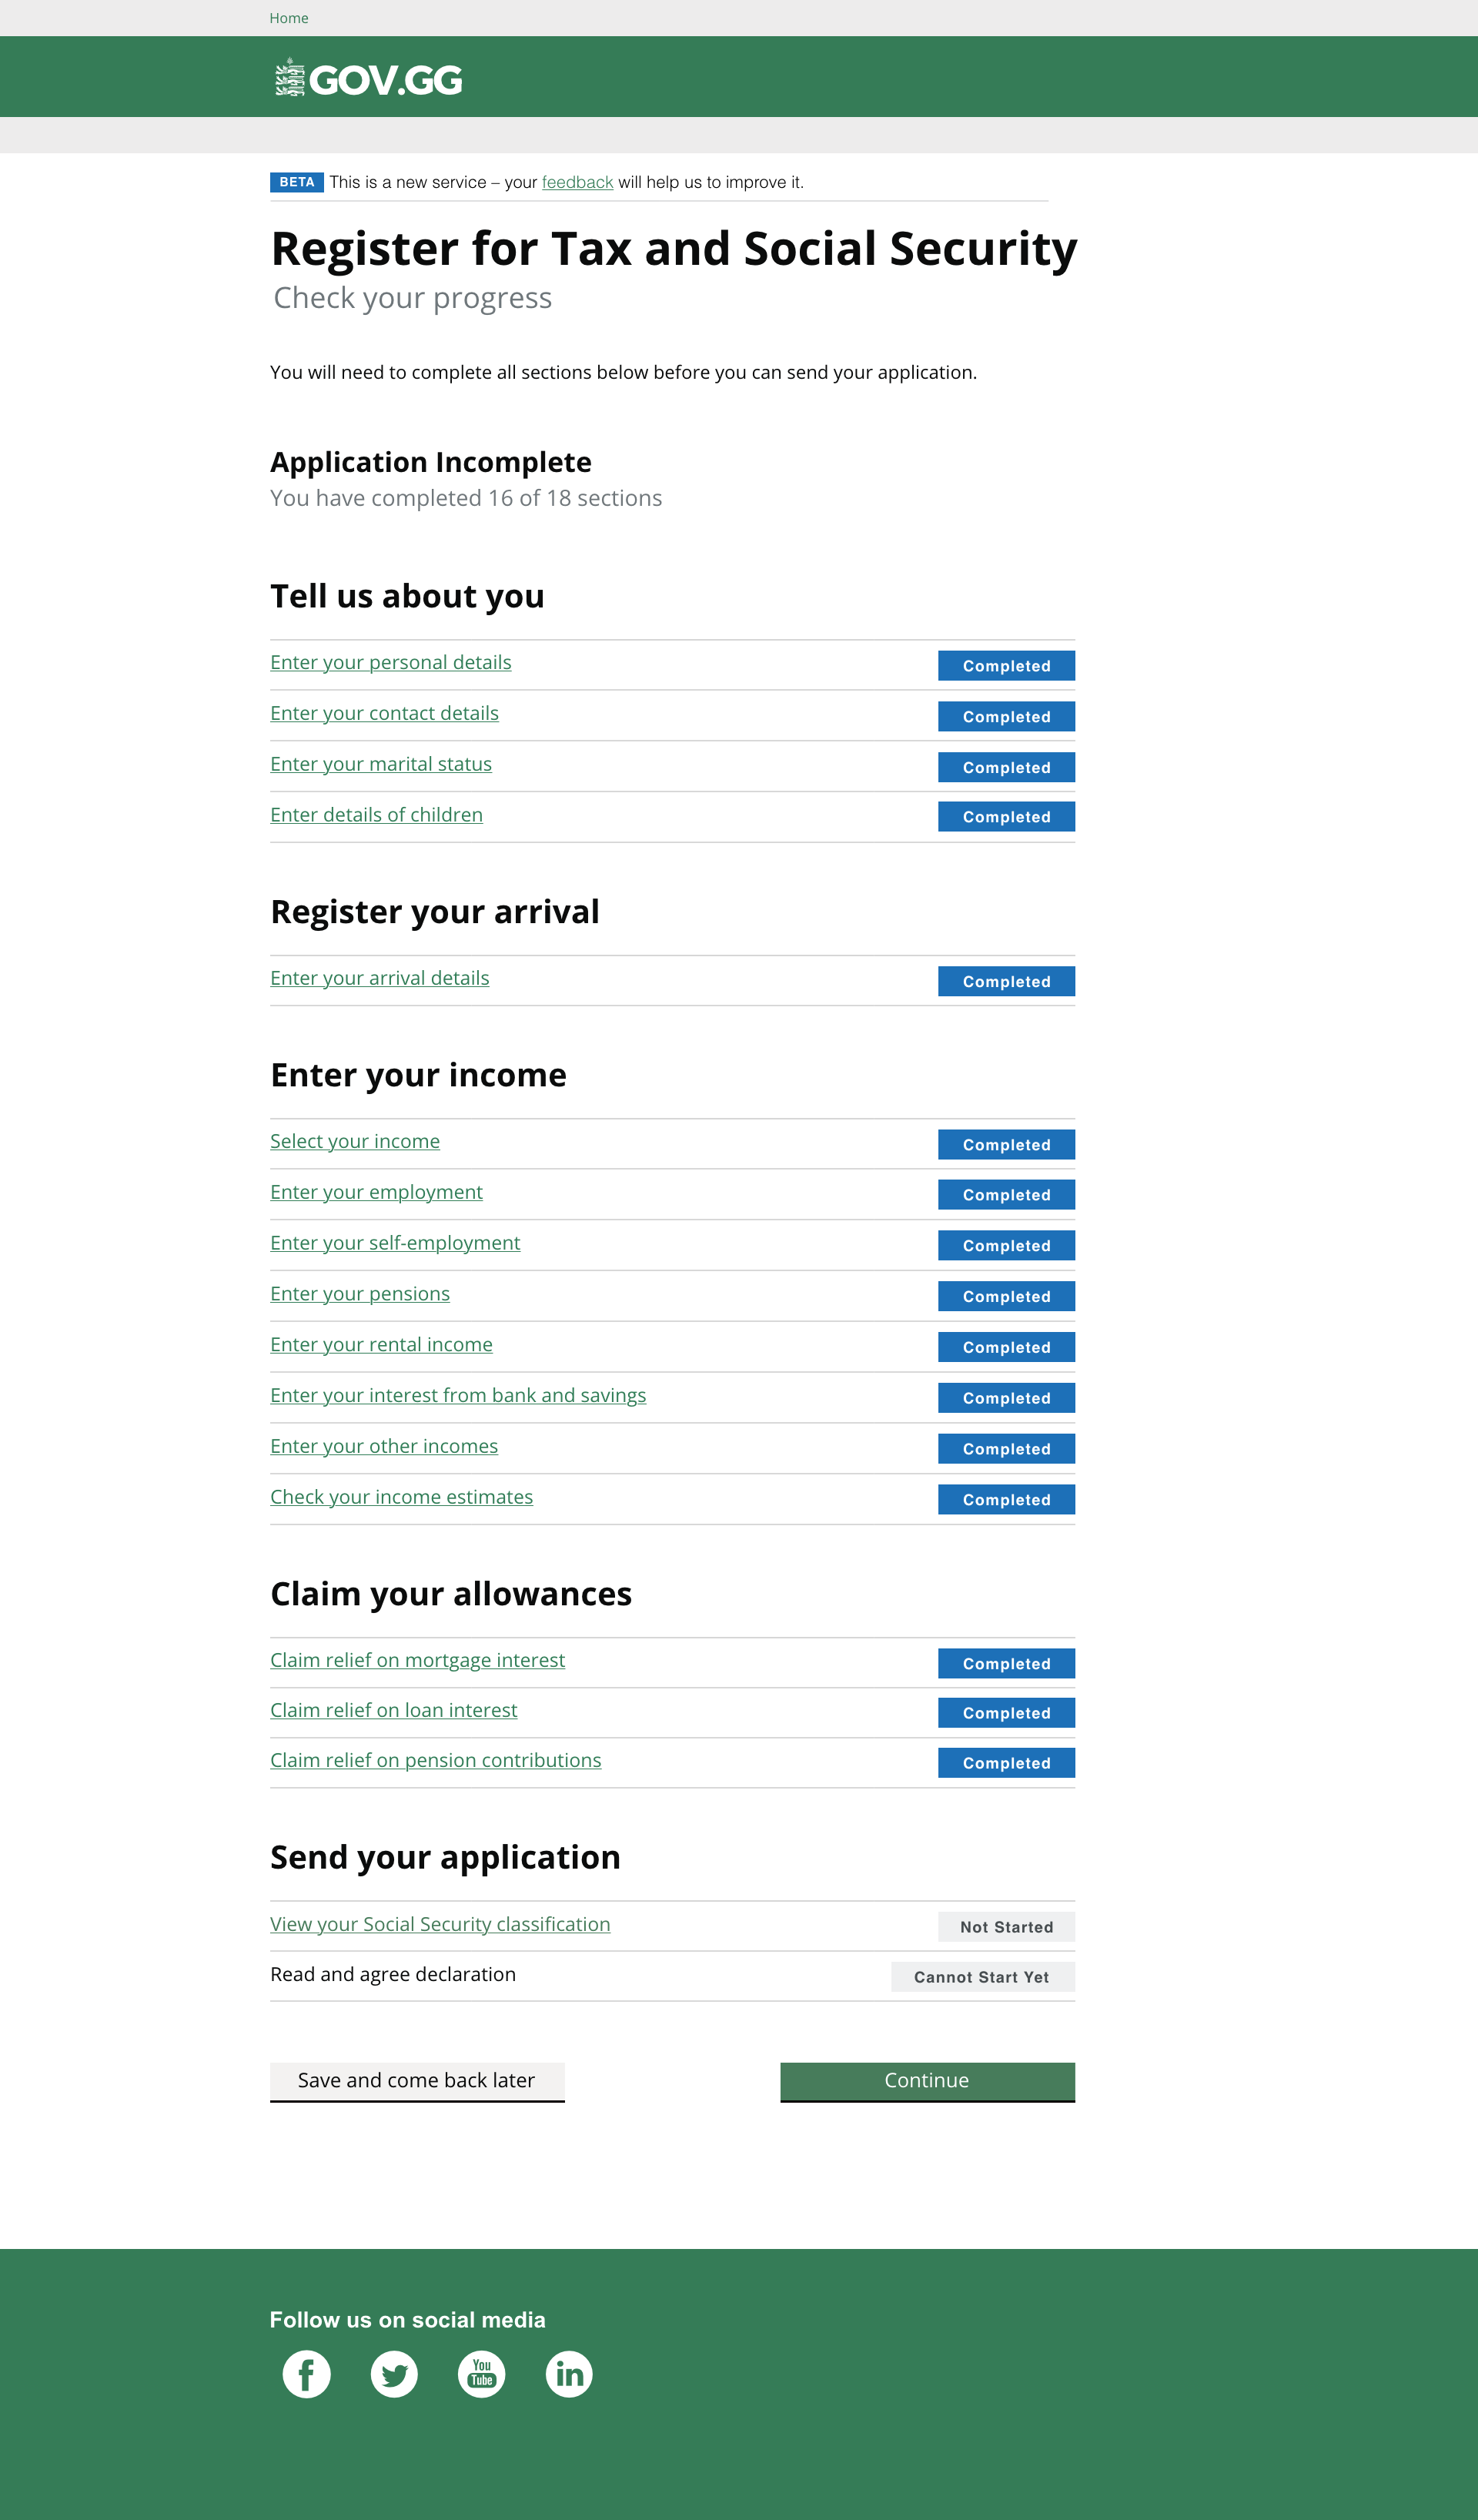 Home
GOV.GG
BETA This is a new service – your feedback will help us to improve it.
Register for Tax and Social Security
Check your progress
You will need to complete all sections below before you can send your application.
Application Incomplete
You have completed 16 of 18 sections
Tell us about you
Enter your personal details Completed
Enter your contact details Completed
Enter your marital status Completed
Enter details of children Completed
Register your arrival
Enter your arrival details Completed
Enter your income
Select your income Completed
Enter your employment Completed
Enter your self-employment Completed
Enter your pensions Completed
Enter your rental income Completed
Enter your interest from bank and savings Completed
Enter your other incomes Completed
Check your income estimates Completed
Claim your allowances
Claim relief on mortgage interest Completed
Claim relief on loan interest Completed
Claim relief on pension contributions Completed
Send your application
View your Social Security classification Not Started
Read and agree declaration Cannot Start Yet
Save and come back later Continue
Follow us on social media
You
Tube
in